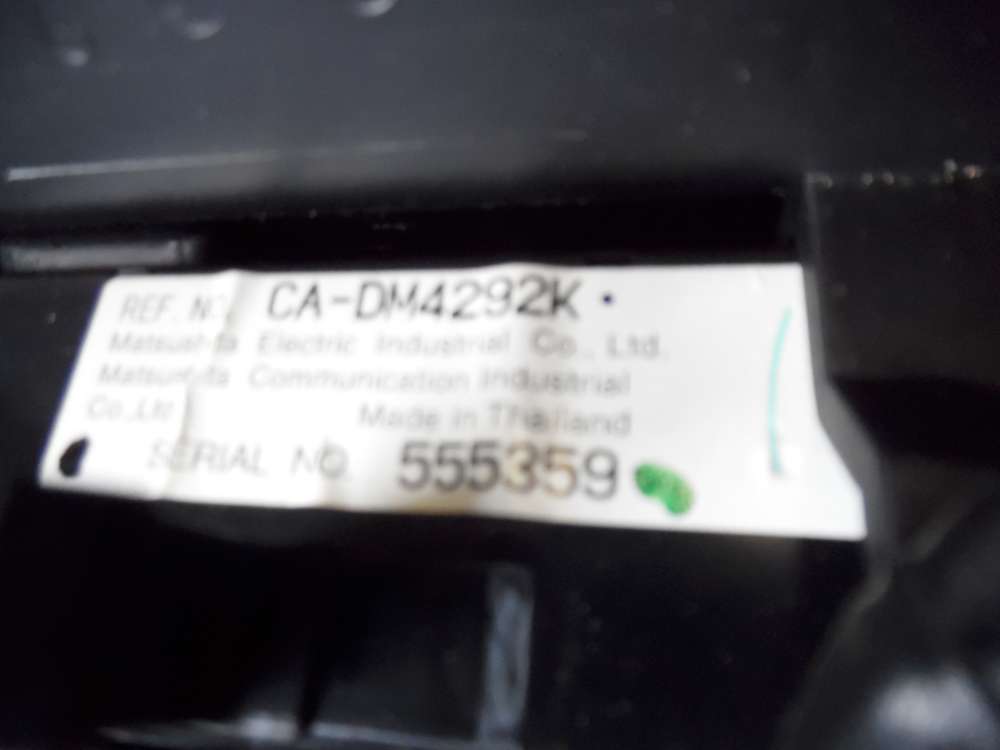 REF. NO. CA-DM4292K
Matsushita Electric Industrial Co., Ltd.
Matsushita Communication Industrial
Co.,Ltd. Made in Thailand
SERIAL NO. 555359